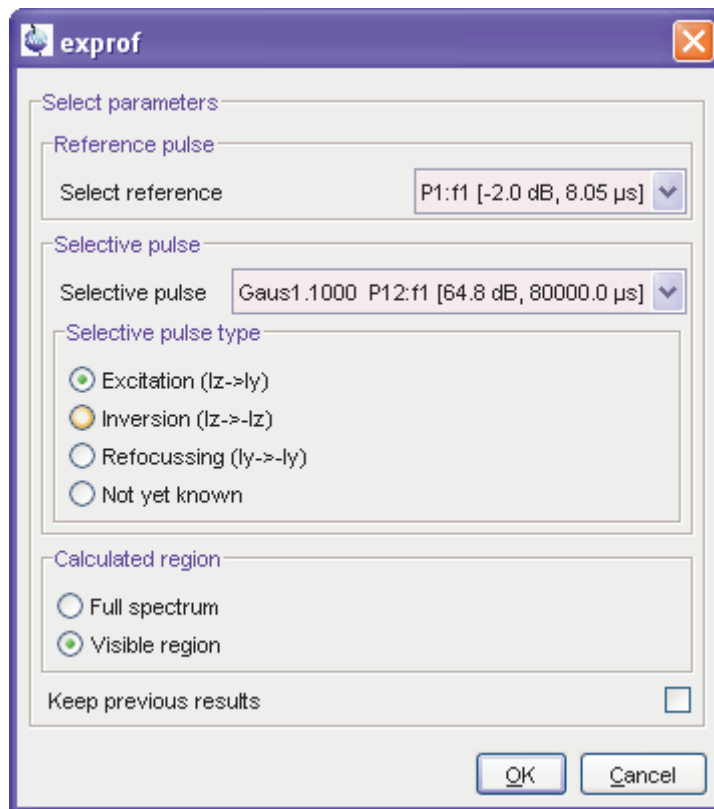 exprof
Select parameters
Reference pulse
Select reference P1:f1 [-2.0 dB, 8.05 µs]
Selective pulse
Selective pulse Gaus1.1000 P12:f1 [64.8 dB, 80000.0 µs]
Selective pulse type
Excitation (Iz->Iy)
Inversion (Iz->-Iz)
Refocussing (Iy->-Iy)
Not yet known
Calculated region
Full spectrum
Visible region
Keep previous results
OK Cancel